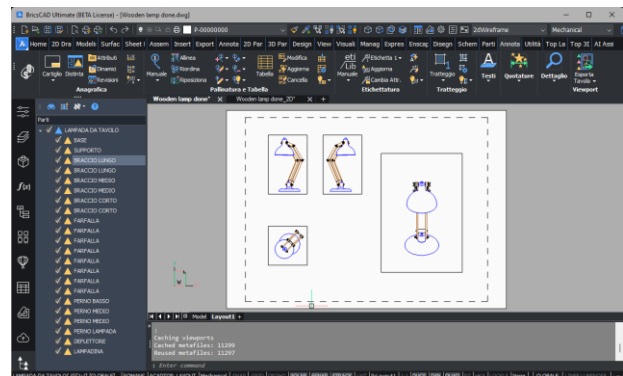 BricsCAD Ultimate (BETA License) - [Wooden lamp done.dwg]
P-00000000
2dWireframe
Mechanical
Home 2D Dra Modeli Surfac Sheet I Assem Insert Export Annota 2D Par 3D Par Design View Visuali Manag Expres Enscap Disegn Schem Parti Annota Utilità Top La Top 3D AI Assi
Cartiglio Distinta
Attributi
Dinamici
Revisioni
Anagrafica
Manuale
Allinea
Riordina
Riposiziona
Tabella
Modifica
Aggiorna
Cancella
Pallinatura e Tabella
Manuale
Etichetta 1
Aggiorna
Cambia Attr.
Etichettatura
Tratteggio
Tratteggio
Testi
Quotature
Dettaglio
Esporta
Tavola
Viewport
Wooden lamp done*
Wooden lamp done_2D*
Parti
LAMPADA DA TAVOLO
BASE
SUPPORTO
BRACCIO LUNGO
BRACCIO LUNGO
BRACCIO MEDIO
BRACCIO MEDIO
BRACCIO CORTO
BRACCIO CORTO
FARFALLA
FARFALLA
FARFALLA
FARFALLA
FARFALLA
FARFALLA
FARFALLA
FARFALLA
PERNO BASSO
PERNO MEDIO
PERNO MEDIO
PERNO LAMPADA
DEFLETTORE
LAMPADINA
Model Layout1 +
Caching viewports
Cached metafiles: 11299
Reused metafiles: 11297
: Enter command